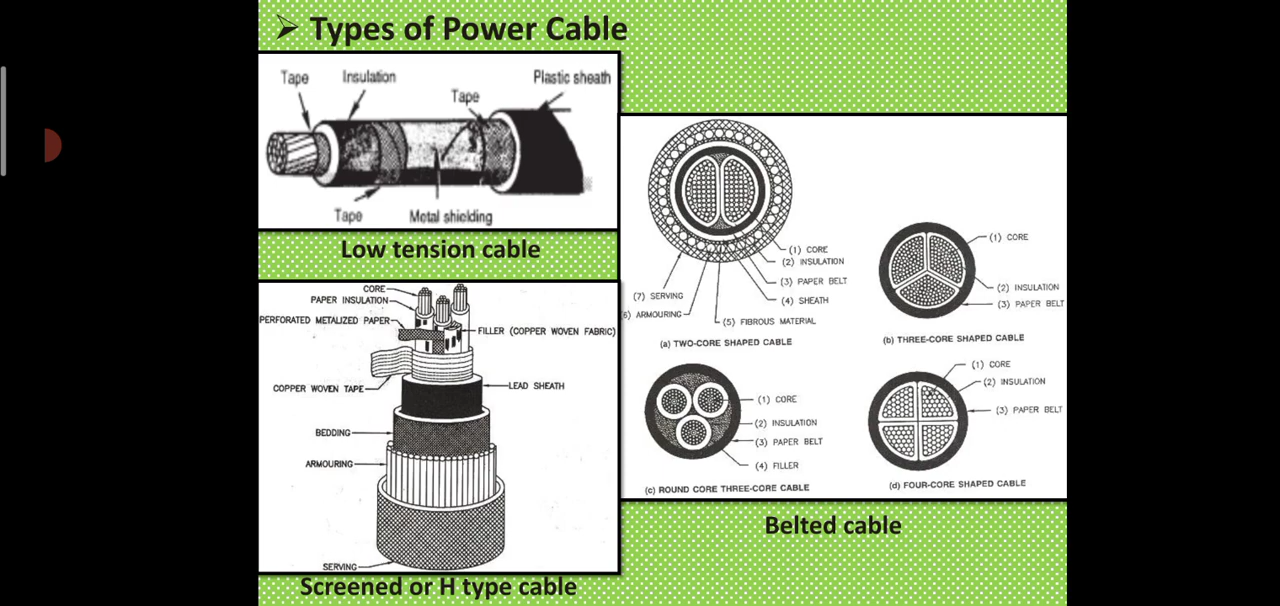 ➢ Types of Power Cable
Tape
Insulation
Plastic sheath
Tape
Tape
Metal shielding
Low tension cable
CORE
PAPER INSULATION
PERFORATED METALIZED PAPER
FILLER (COPPER WOVEN FABRIC)
COPPER WOVEN TAPE
LEAD SHEATH
BEDDING
ARMOURING
SERVING
Screened or H type cable
(1) CORE
(2) INSULATION
(3) PAPER BELT
(7) SERVING
(4) SHEATH
6) ARMOURING
(5) FIBROUS MATERIAL
(a) TWO-CORE SHAPED CABLE
(1) CORE
(2) INSULATION
(3) PAPER BELT
(b) THREE-CORE SHAPED CABLE
(1) CORE
(2) INSULATION
(3) PAPER BELT
(4) FILLER
(c) ROUND CORE THREE-CORE CABLE
(1) CORE
(2) INSULATION
(3) PAPER BELT
(d) FOUR-CORE SHAPED CABLE
Belted cable